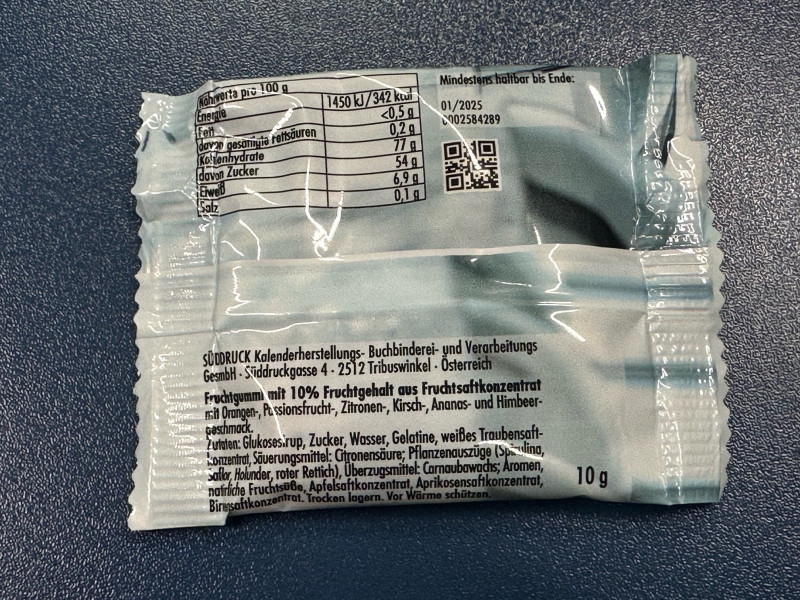 Nährwerte pro 100 g
Energie 1450 kJ/342 kcal
Fett <0,5 g
davon gesättigte Fettsäuren 0,2 g
Kohlenhydrate 77 g
davon Zucker 54 g
Eiweiß 6,9 g
Salz 0,1 g
Mindestens haltbar bis Ende:
01/2025
0002584289
SÜDDRUCK Kalenderherstellungs- Buchbinderei- und Verarbeitungs
GesmbH · Süddruckgasse 4 · 2512 Tribuswinkel · Österreich
Fruchtgummi mit 10% Fruchtgehalt aus Fruchtsaftkonzentrat
mit Orangen-, Passionsfrucht-, Zitronen-, Kirsch-, Ananas- und Himbeer-
geschmack.
Zutaten: Glukosesirup, Zucker, Wasser, Gelatine, weißes Traubensaft-
konzentrat, Säuerungsmittel: Citronensäure; Pflanzenauszüge (Spirulina,
Saflor, Holunder, roter Rettich), Überzugsmittel: Carnaubawachs; Aromen,
natürliche Fruchtsüße, Apfelsaftkonzentrat, Aprikosensaftkonzentrat,
Birnensaftkonzentrat. Trocken lagern. Vor Wärme schützen.
10 g